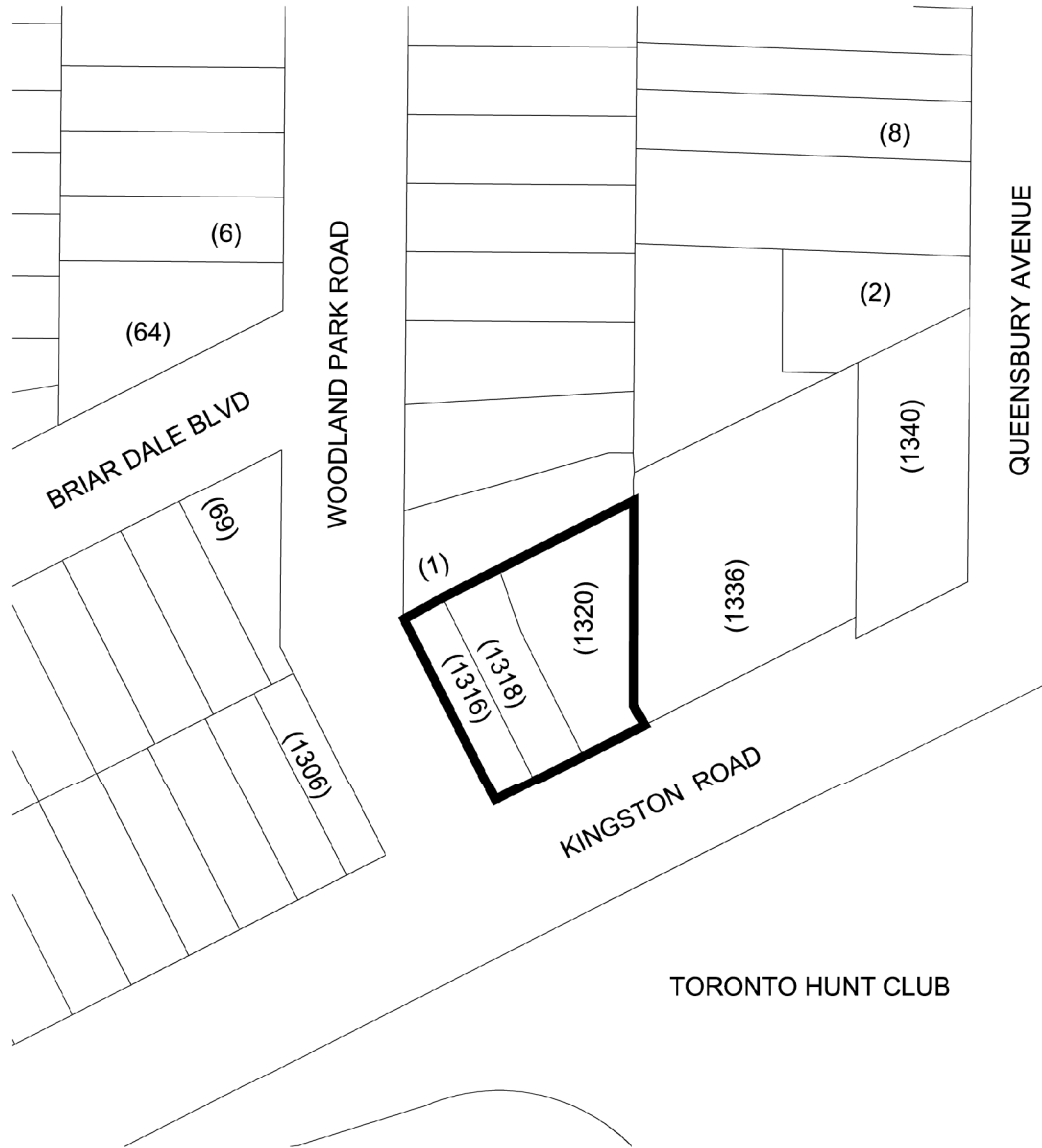 (8)
(6)
(2)
(64)
WOODLAND PARK ROAD
QUEENSBURY AVENUE
BRIAR DALE BLVD
(69)
(1340)
(1)
(1320)
(1336)
(1318)
(1316)
(1306)
KINGSTON ROAD
TORONTO HUNT CLUB